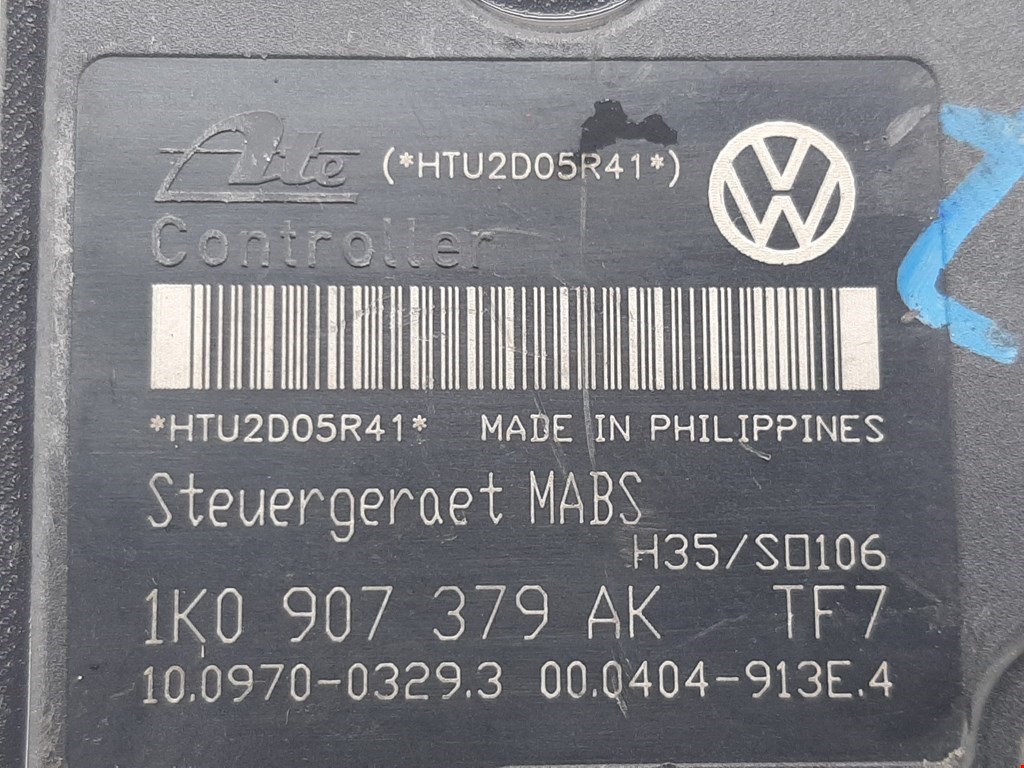 Ate (*HTU2D05R41*)
Controller
*HTU2D05R41* MADE IN PHILIPPINES
Steuergeraet MABS
H35/S□106
1K0 907 379 AK TF7
10.0970-0329.3 00.0404-913E.4